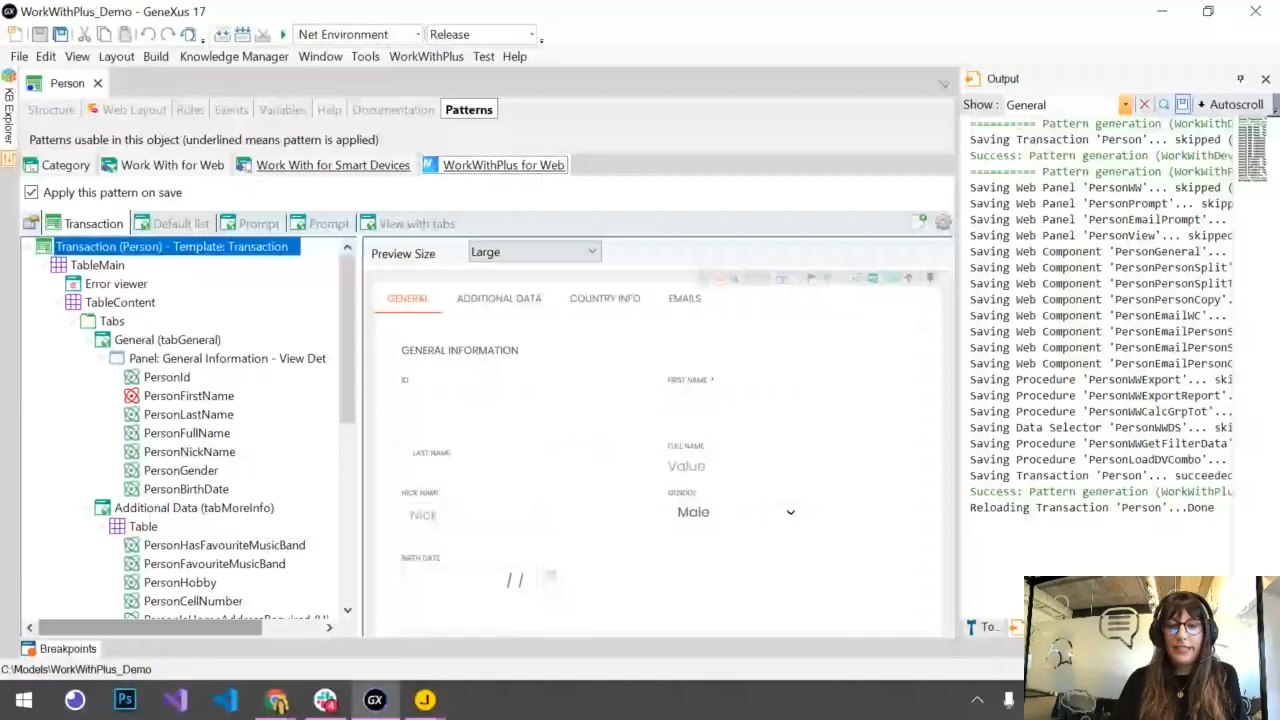 WorkWithPlus_Demo - GeneXus 17
.Net Environment
Release
File Edit View Layout Build Knowledge Manager Window Tools WorkWithPlus Test Help
KB Explorer
Person
Structure Web Layout Rules Events Variables Help Documentation Patterns
Patterns usable in this object (underlined means pattern is applied)
Category Work With for Web Work With for Smart Devices WorkWithPlus for Web
Apply this pattern on save
Transaction Default list Prompt Prompt View with tabs
Transaction (Person) - Template: Transaction
TableMain
Error viewer
TableContent
Tabs
General (tabGeneral)
Panel: General Information - View Det
PersonId
PersonFirstName
PersonLastName
PersonFullName
PersonNickName
PersonGender
PersonBirthDate
Additional Data (tabMoreInfo)
Table
PersonHasFavouriteMusicBand
PersonFavouriteMusicBand
PersonHobby
PersonCellNumber
Preview Size Large
GENERAL ADDITIONAL DATA COUNTRY INFO EMAILS
GENERAL INFORMATION
ID
FIRST NAME *
LAST NAME
FULL NAME
Value
NICK NAME
Nick
GENDER
Male
BIRTH DATE
/ /
Output
Show : General Autoscroll
========== Pattern generation (WorkWithD
Saving Transaction 'Person'... skipped (
Success: Pattern generation (WorkWithDev
========== Pattern generation (WorkWithP
Saving Web Panel 'PersonWW'... skipped (
Saving Web Panel 'PersonPrompt'... skipp
Saving Web Panel 'PersonEmailPrompt'...
Saving Web Panel 'PersonView'... skipped
Saving Web Component 'PersonGeneral'...
Saving Web Component 'PersonPersonSplit'
Saving Web Component 'PersonPersonSplitT
Saving Web Component 'PersonPersonCopy'.
Saving Web Component 'PersonEmailWC'...
Saving Web Component 'PersonEmailPersonS
Saving Web Component 'PersonEmailPersonS
Saving Web Component 'PersonEmailPersonC
Saving Procedure 'PersonWWExport'... ski
Saving Procedure 'PersonWWExportReport'.
Saving Procedure 'PersonWWCalcGrpTot'...
Saving Data Selector 'PersonWWDS'... ski
Saving Procedure 'PersonWWGetFilterData'
Saving Procedure 'PersonLoadDVCombo'...
Saving Transaction 'Person'... succeeded
Success: Pattern generation (WorkWithPlu
Reloading Transaction 'Person'...Done
To...
Breakpoints
C:\Models\WorkWithPlus_Demo